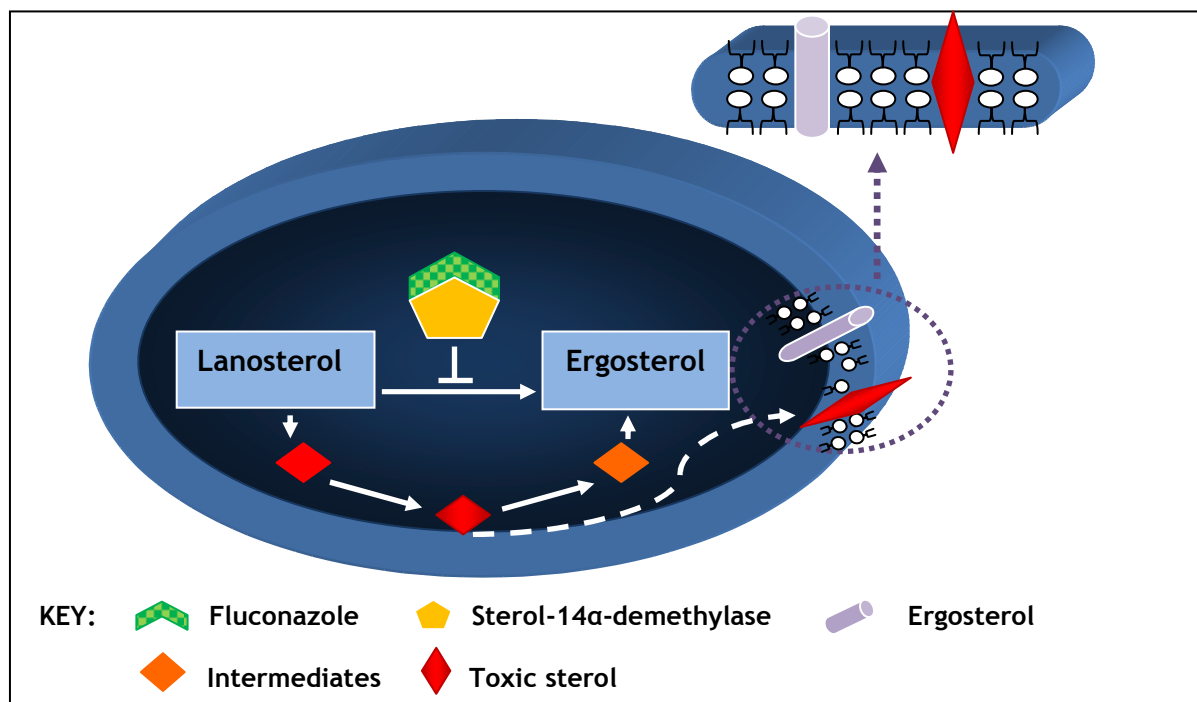 Lanosterol
Ergosterol
KEY:
Fluconazole
Sterol-14α-demethylase
Ergosterol
Intermediates
Toxic sterol